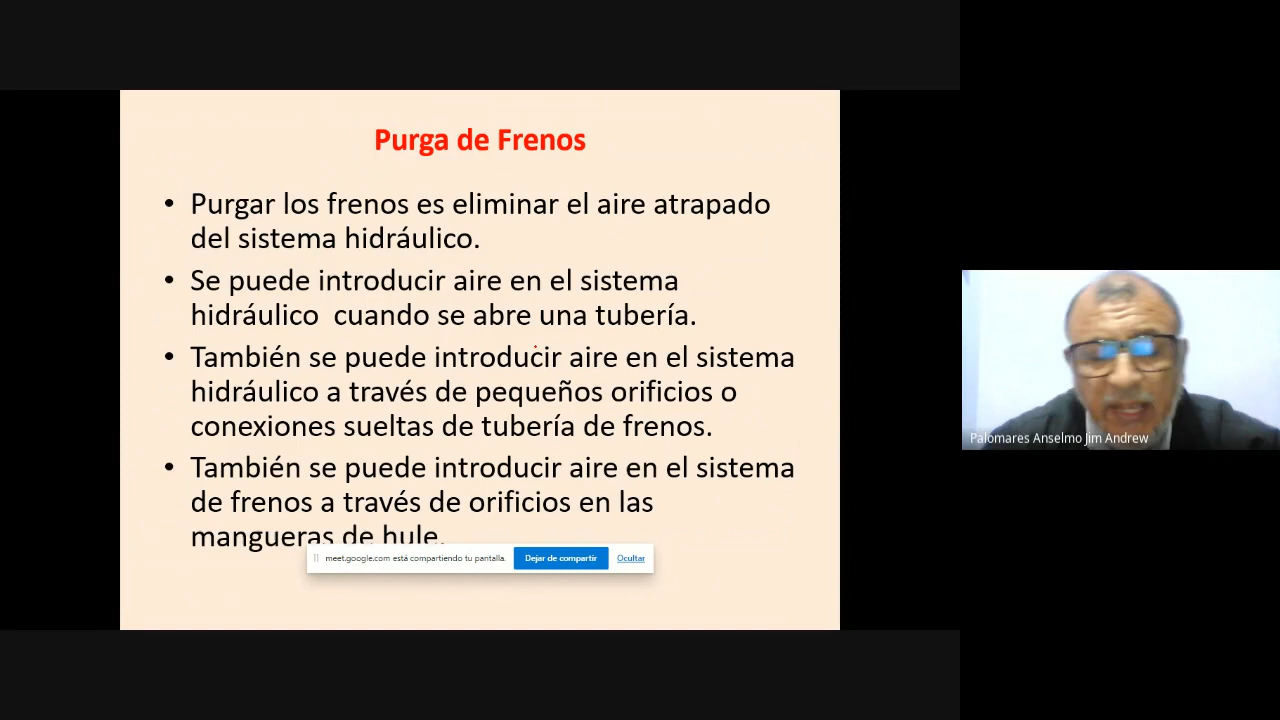 Purga de Frenos
• Purgar los frenos es eliminar el aire atrapado
del sistema hidráulico.
• Se puede introducir aire en el sistema
hidráulico  cuando se abre una tubería.
• También se puede introducir aire en el sistema
hidráulico a través de pequeños orificios o
conexiones sueltas de tubería de frenos.
• También se puede introducir aire en el sistema
de frenos a través de orificios en las
mangueras de hule.
meet.google.com está compartiendo tu pantalla. Dejar de compartir Ocultar
Palomares Anselmo Jim Andrew